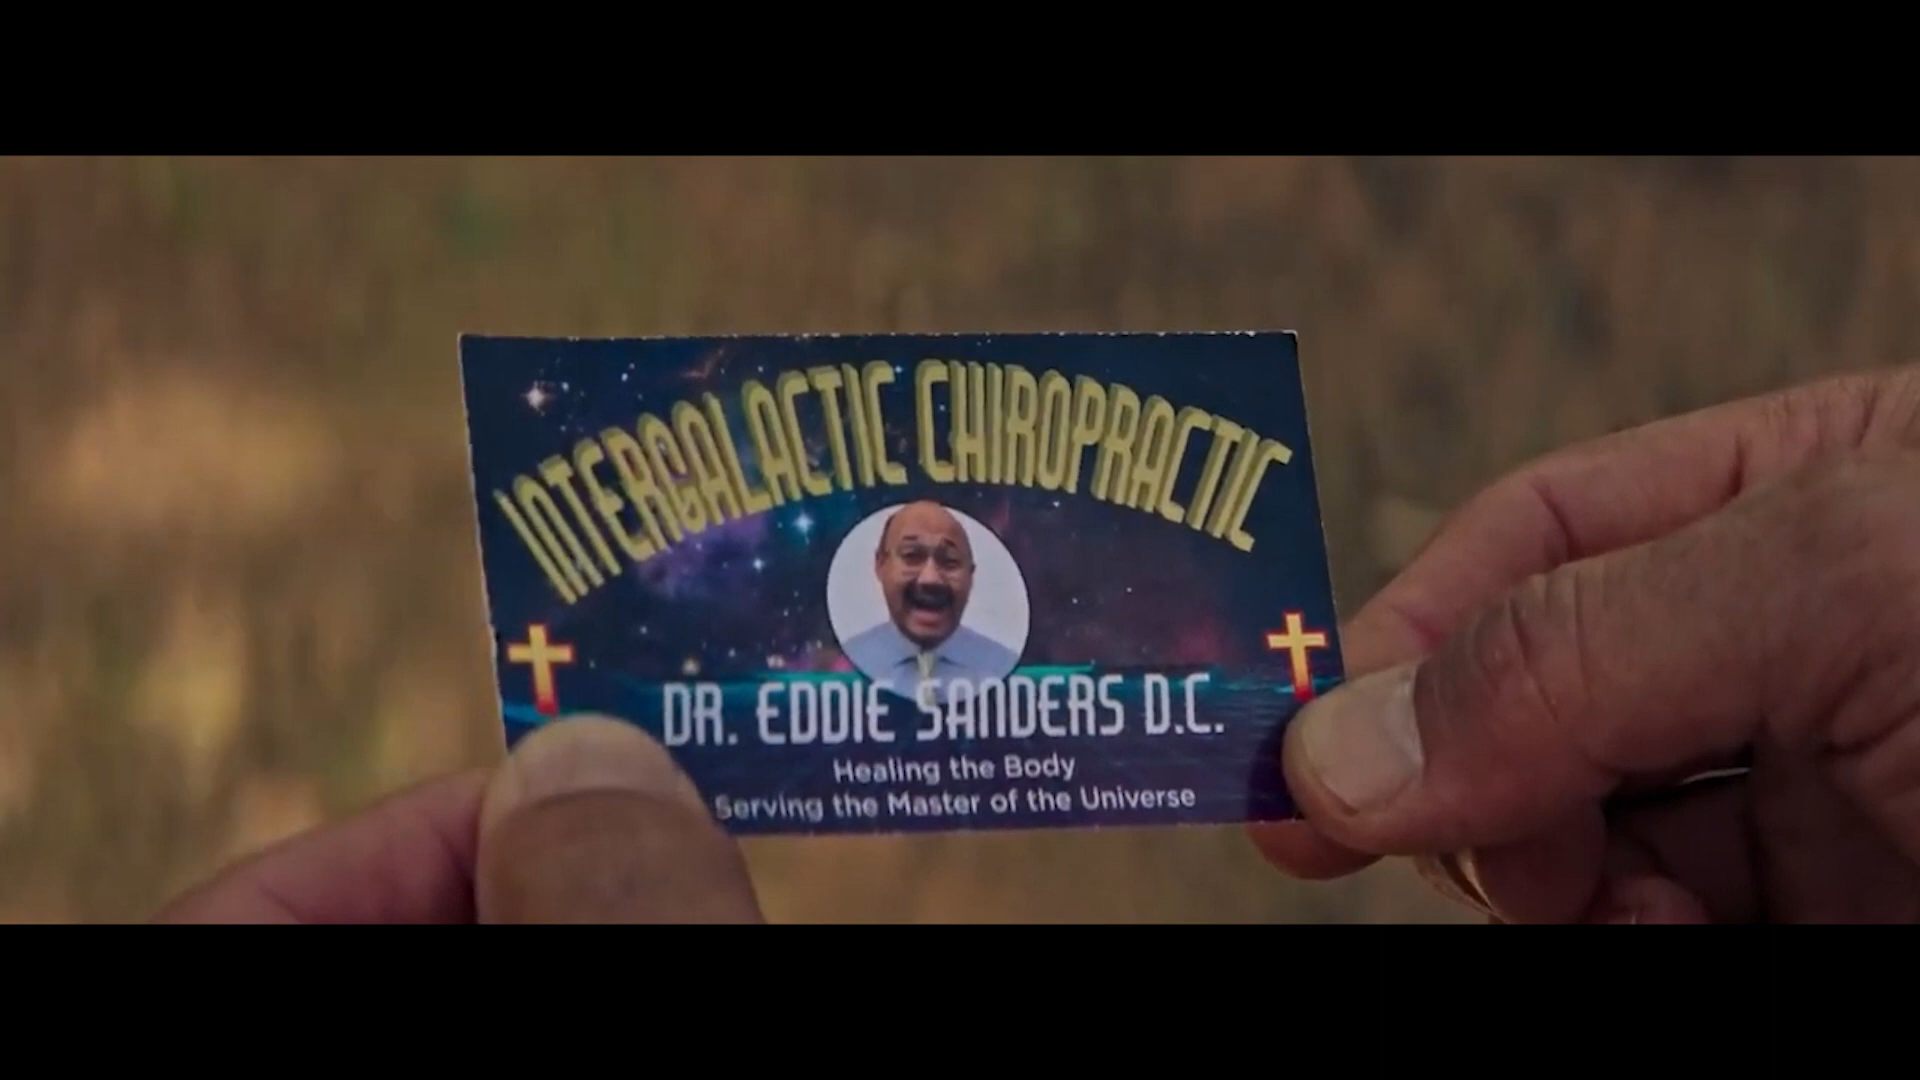 INTERGALACTIC CHIROPRACTIC
DR. EDDIE SANDERS D.C.
Healing the Body
Serving the Master of the Universe